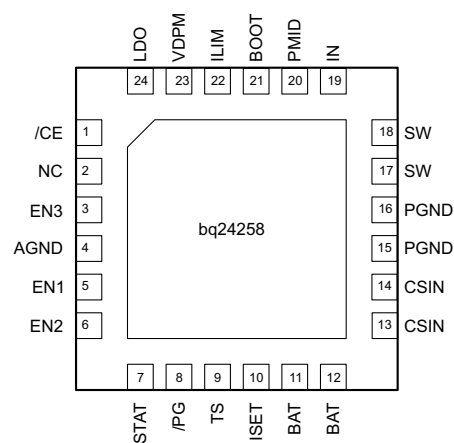 LDO VDPM ILIM BOOT PMID IN
24 23 22 21 20 19
/CE 1 18 SW
NC 2 17 SW
EN3 3 16 PGND
AGND 4 bq24258 15 PGND
EN1 5 14 CSIN
EN2 6 13 CSIN
7 8 9 10 11 12
STAT /PG TS ISET BAT BAT